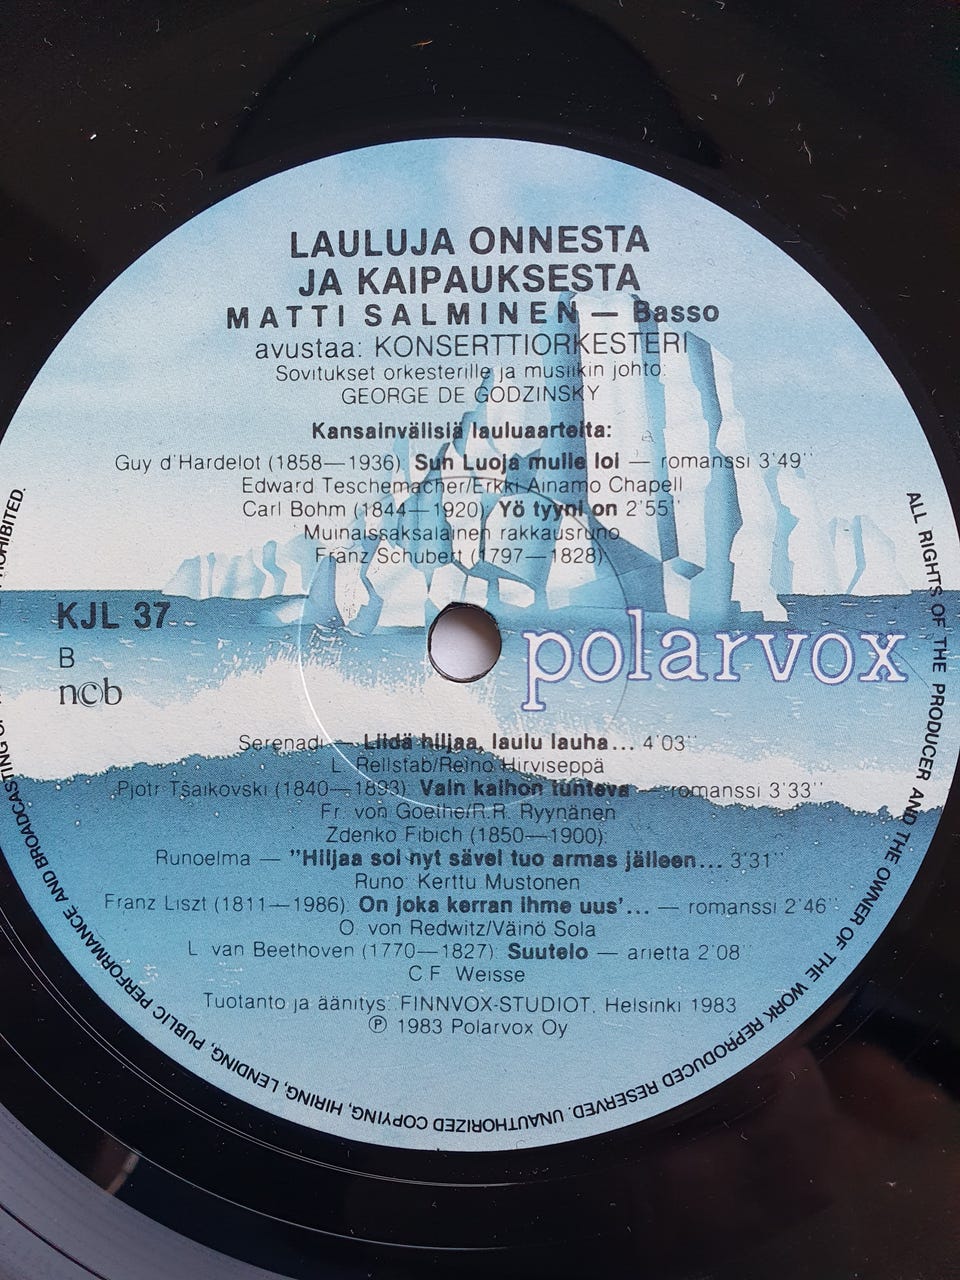 LAULUJA ONNESTA
JA KAIPAUKSESTA
MATTI SALMINEN — Basso
avustaa: KONSERTTIORKESTERI
Sovitukset orkesterille ja musiikin johto:
GEORGE DE GODZINSKY
Kansainvälisiä lauluaarteita:
Guy d'Hardelot (1858—1936): Sun Luoja mulle loi — romanssi 3'49''
Edward Teschemacher/Erkki Ainamo Chapell
Carl Bohm (1844—1920): Yö tyyni on 2'55''
Muinaissaksalainen rakkausruno
Franz Schubert (1797—1828):
KJL 37
B
ncb
polarvox
Serenadi — Liidä hiljaa, laulu lauha... 4'03''
L. Rellstab/Reino Hirviseppä
Pjotr Tšaikovski (1840—1893): Vain kaihon tunteva — romanssi 3'33''
Fr. von Goethe/R.R. Ryynänen
Zdenko Fibich (1850—1900):
Runoelma — "Hiljaa soi nyt sävel tuo armas jälleen... 3'31''
Runo: Kerttu Mustonen
Franz Liszt (1811—1986): On joka kerran ihme uus'... — romanssi 2'46''
O. von Redwitz/Väinö Sola
L. van Beethoven (1770—1827): Suutelo — arietta 2'08''
C.F. Weisse
Tuotanto ja äänitys: FINNVOX-STUDIOT, Helsinki 1983
℗ 1983 Polarvox Oy
ALL RIGHTS OF THE PRODUCER AND THE OWNER OF THE WORK REPRODUCED RESERVED. UNAUTHORIZED COPYING, HIRING, LENDING, PUBLIC PERFORMANCE AND BROADCASTING PROHIBITED.